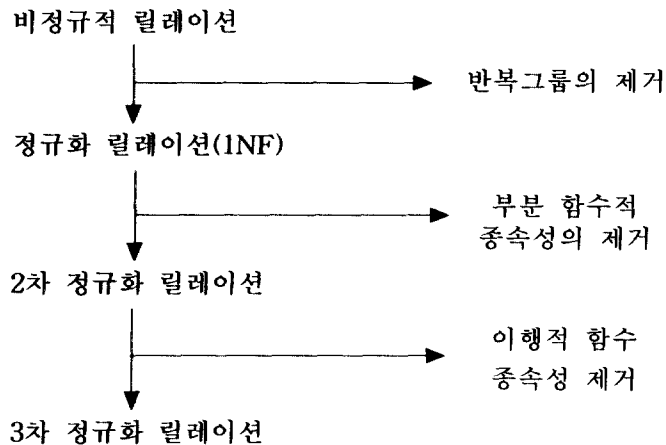 비정규적 릴레이션
반복그룹의 제거
정규화 릴레이션(1NF)
부분 함수적
종속성의 제거
2차 정규화 릴레이션
이행적 함수
종속성 제거
3차 정규화 릴레이션